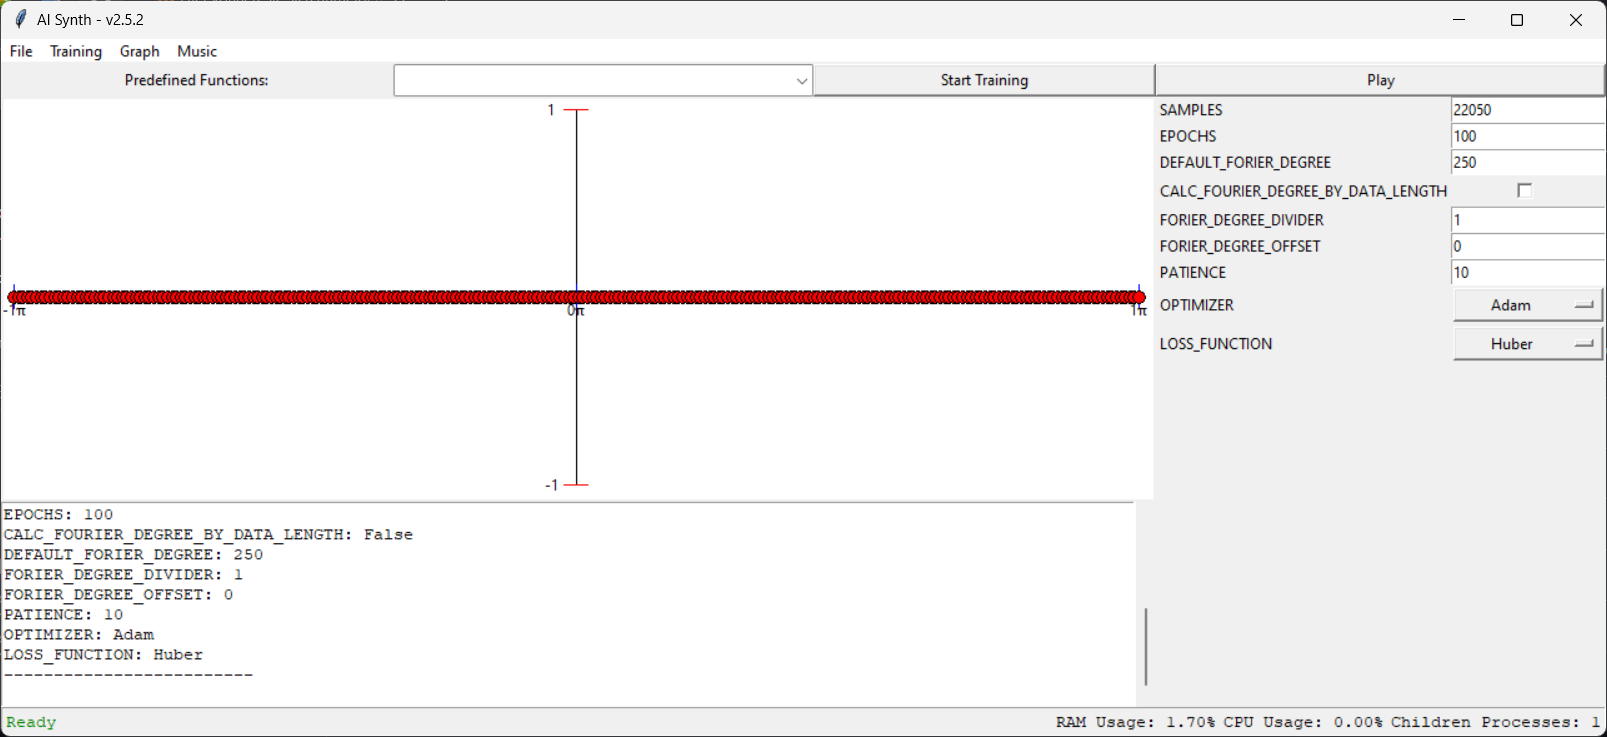 AI Synth - v2.5.2
File Training Graph Music
Predefined Functions: Start Training Play
1
-1π 0π 1π
-1
SAMPLES 22050
EPOCHS 100
DEFAULT_FORIER_DEGREE 250
CALC_FOURIER_DEGREE_BY_DATA_LENGTH
FORIER_DEGREE_DIVIDER 1
FORIER_DEGREE_OFFSET 0
PATIENCE 10
OPTIMIZER Adam
LOSS_FUNCTION Huber
EPOCHS: 100
CALC_FOURIER_DEGREE_BY_DATA_LENGTH: False
DEFAULT_FORIER_DEGREE: 250
FORIER_DEGREE_DIVIDER: 1
FORIER_DEGREE_OFFSET: 0
PATIENCE: 10
OPTIMIZER: Adam
LOSS_FUNCTION: Huber
-------------------------
Ready RAM Usage: 1.70% CPU Usage: 0.00% Children Processes: 1